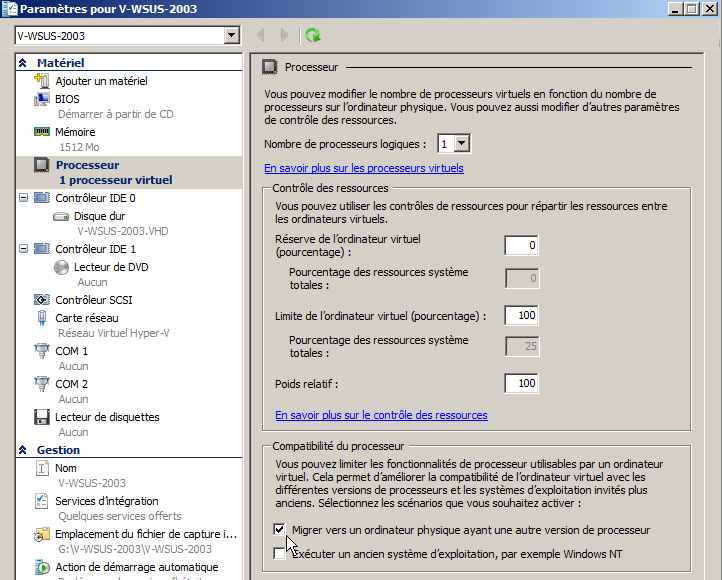 Paramètres pour V-WSUS-2003
V-WSUS-2003
Matériel
Ajouter un matériel
BIOS
Démarrer à partir de CD
Mémoire
1512 Mo
Processeur
1 processeur virtuel
Contrôleur IDE 0
Disque dur
V-WSUS-2003.VHD
Contrôleur IDE 1
Lecteur de DVD
Aucun
Contrôleur SCSI
Carte réseau
Réseau Virtuel Hyper-V
COM 1
Aucun
COM 2
Aucun
Lecteur de disquettes
Aucun
Gestion
Nom
V-WSUS-2003
Services d'intégration
Quelques services offerts
Emplacement du fichier de capture i...
G:\V-WSUS-2003\V-WSUS-2003
Action de démarrage automatique
Processeur
Vous pouvez modifier le nombre de processeurs virtuels en fonction du nombre de
processeurs sur l'ordinateur physique. Vous pouvez aussi modifier d'autres paramètres
de contrôle des ressources.
Nombre de processeurs logiques : 1
En savoir plus sur les processeurs virtuels
Contrôle des ressources
Vous pouvez utiliser les contrôles de ressources pour répartir les ressources entre
les ordinateurs virtuels.
Réserve de l'ordinateur virtuel
(pourcentage) : 0
Pourcentage des ressources système
totales : 0
Limite de l'ordinateur virtuel (pourcentage) : 100
Pourcentage des ressources système
totales : 25
Poids relatif : 100
En savoir plus sur le contrôle des ressources
Compatibilité du processeur
Vous pouvez limiter les fonctionnalités de processeur utilisables par un ordinateur
virtuel. Cela permet d'améliorer la compatibilité de l'ordinateur virtuel avec les
différentes versions de processeurs et les systèmes d'exploitation invités plus
anciens. Sélectionnez les scénarios que vous souhaitez activer :
Migrer vers un ordinateur physique ayant une autre version de processeur
Exécuter un ancien système d'exploitation, par exemple Windows NT